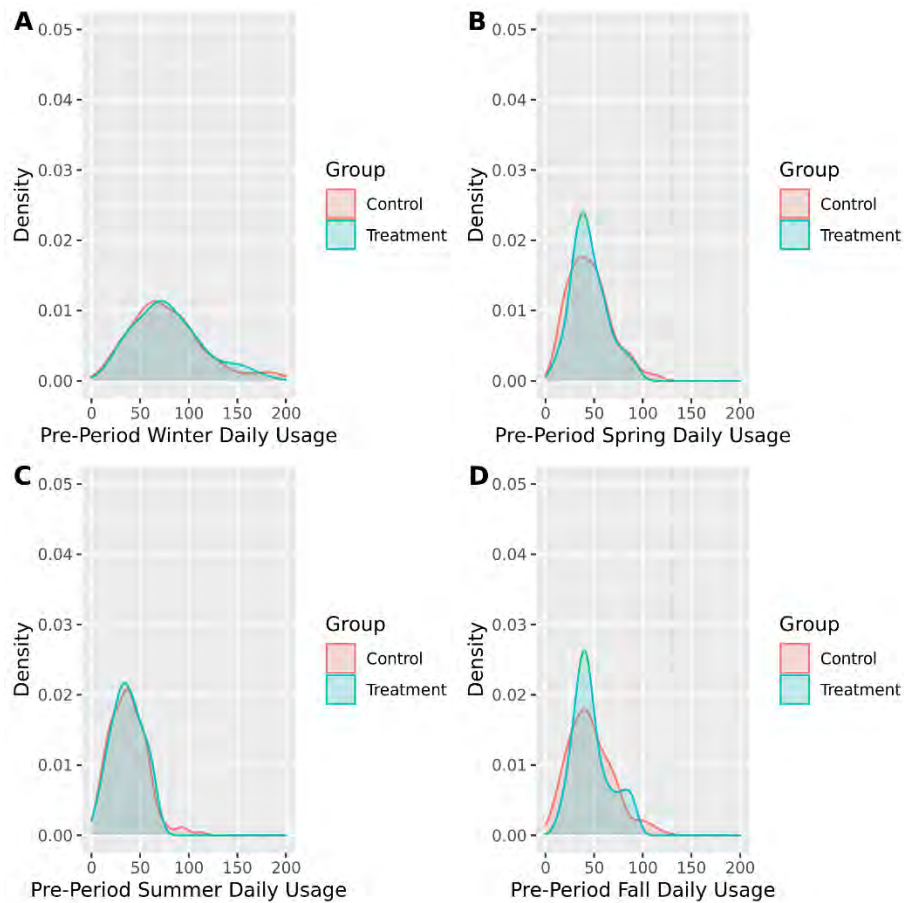 A
0.05
0.04
0.03
0.02
0.01
0.00
Density
0 50 100 150 200
Pre-Period Winter Daily Usage
Group
Control
Treatment
B
0.05
0.04
0.03
0.02
0.01
0.00
Density
0 50 100 150 200
Pre-Period Spring Daily Usage
Group
Control
Treatment
C
0.05
0.04
0.03
0.02
0.01
0.00
Density
0 50 100 150 200
Pre-Period Summer Daily Usage
Group
Control
Treatment
D
0.05
0.04
0.03
0.02
0.01
0.00
Density
0 50 100 150 200
Pre-Period Fall Daily Usage
Group
Control
Treatment